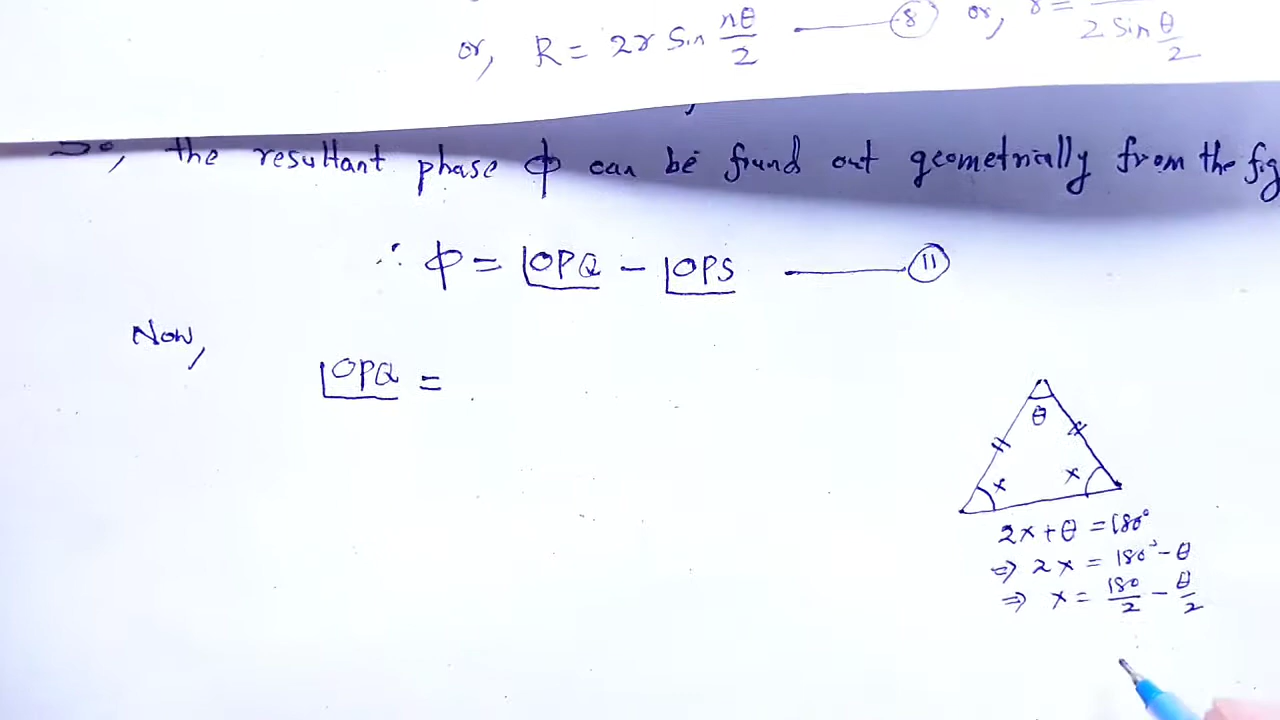 or, R = 2r Sin nθ/2 —— (8) or, r = 2 Sin θ/2
So, the resultant phase ϕ can be found out geometrically from the fig
∴ ϕ = ∠OPQ − ∠OPS —— (11)
Now,
∠OPQ =
θ
x x
2x + θ = 180°
⇒ 2x = 180° − θ
⇒ x = 180/2 − θ/2